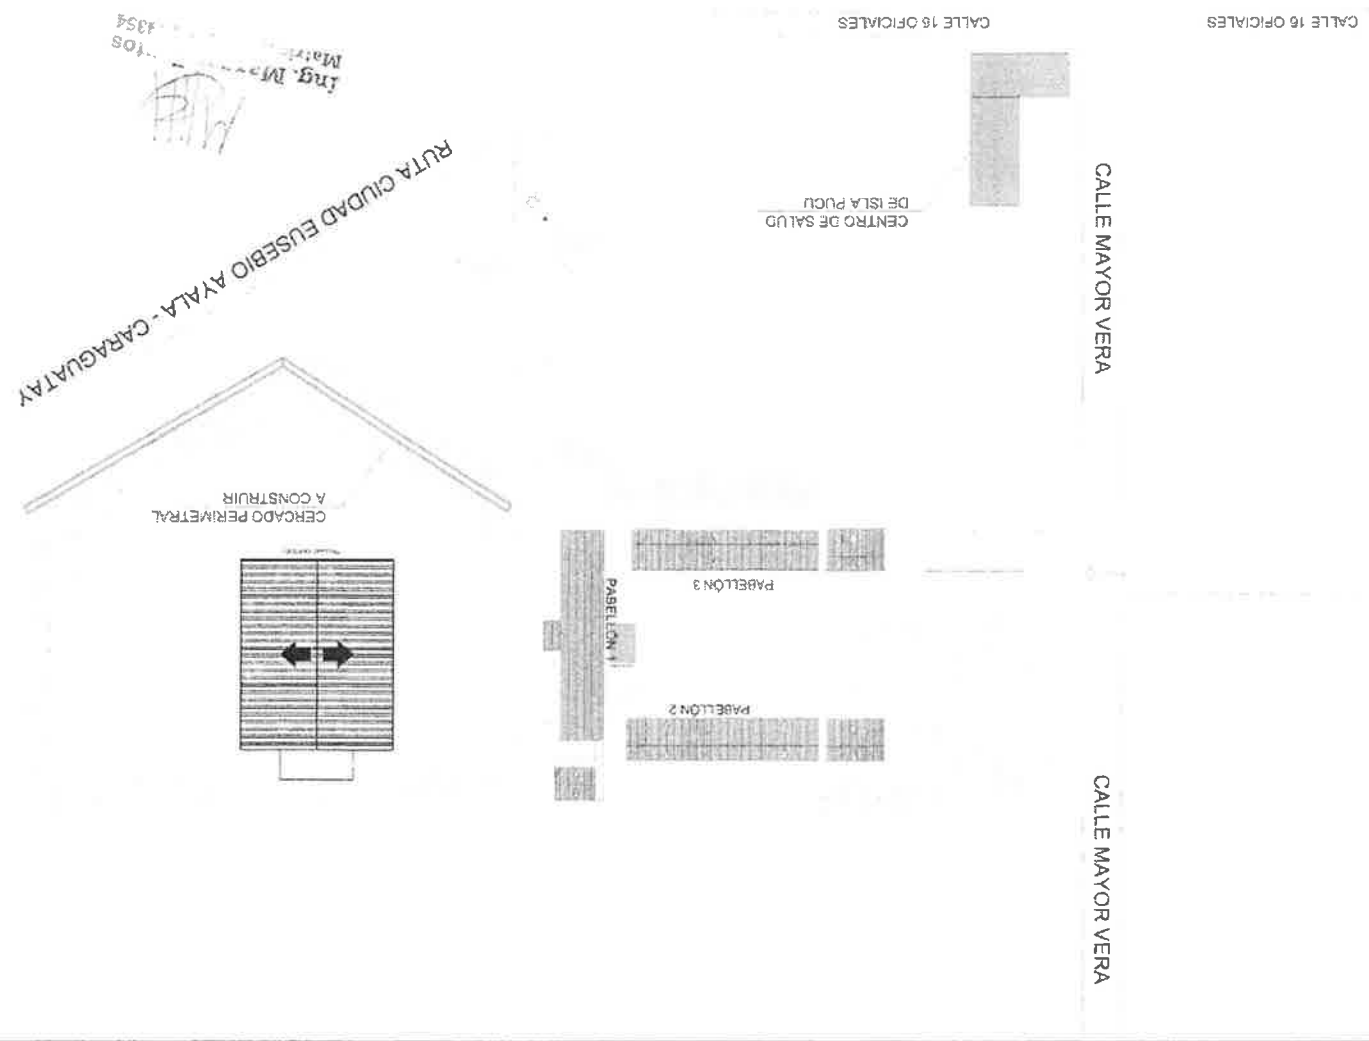 CALLE MAYOR VERA
PABELLÓN 2
PABELLÓN 1
PABELLÓN 3
CERCADO PERIMETRAL
A CONSTRUIR
RUTA CIUDAD EUSEBIO AYALA - CARAGUATAY
CENTRO DE SALUD
DE ISLA PUCU
CALLE MAYOR VERA
CALLE 16 OFICIALES
CALLE 16 OFICIALES
Ing.